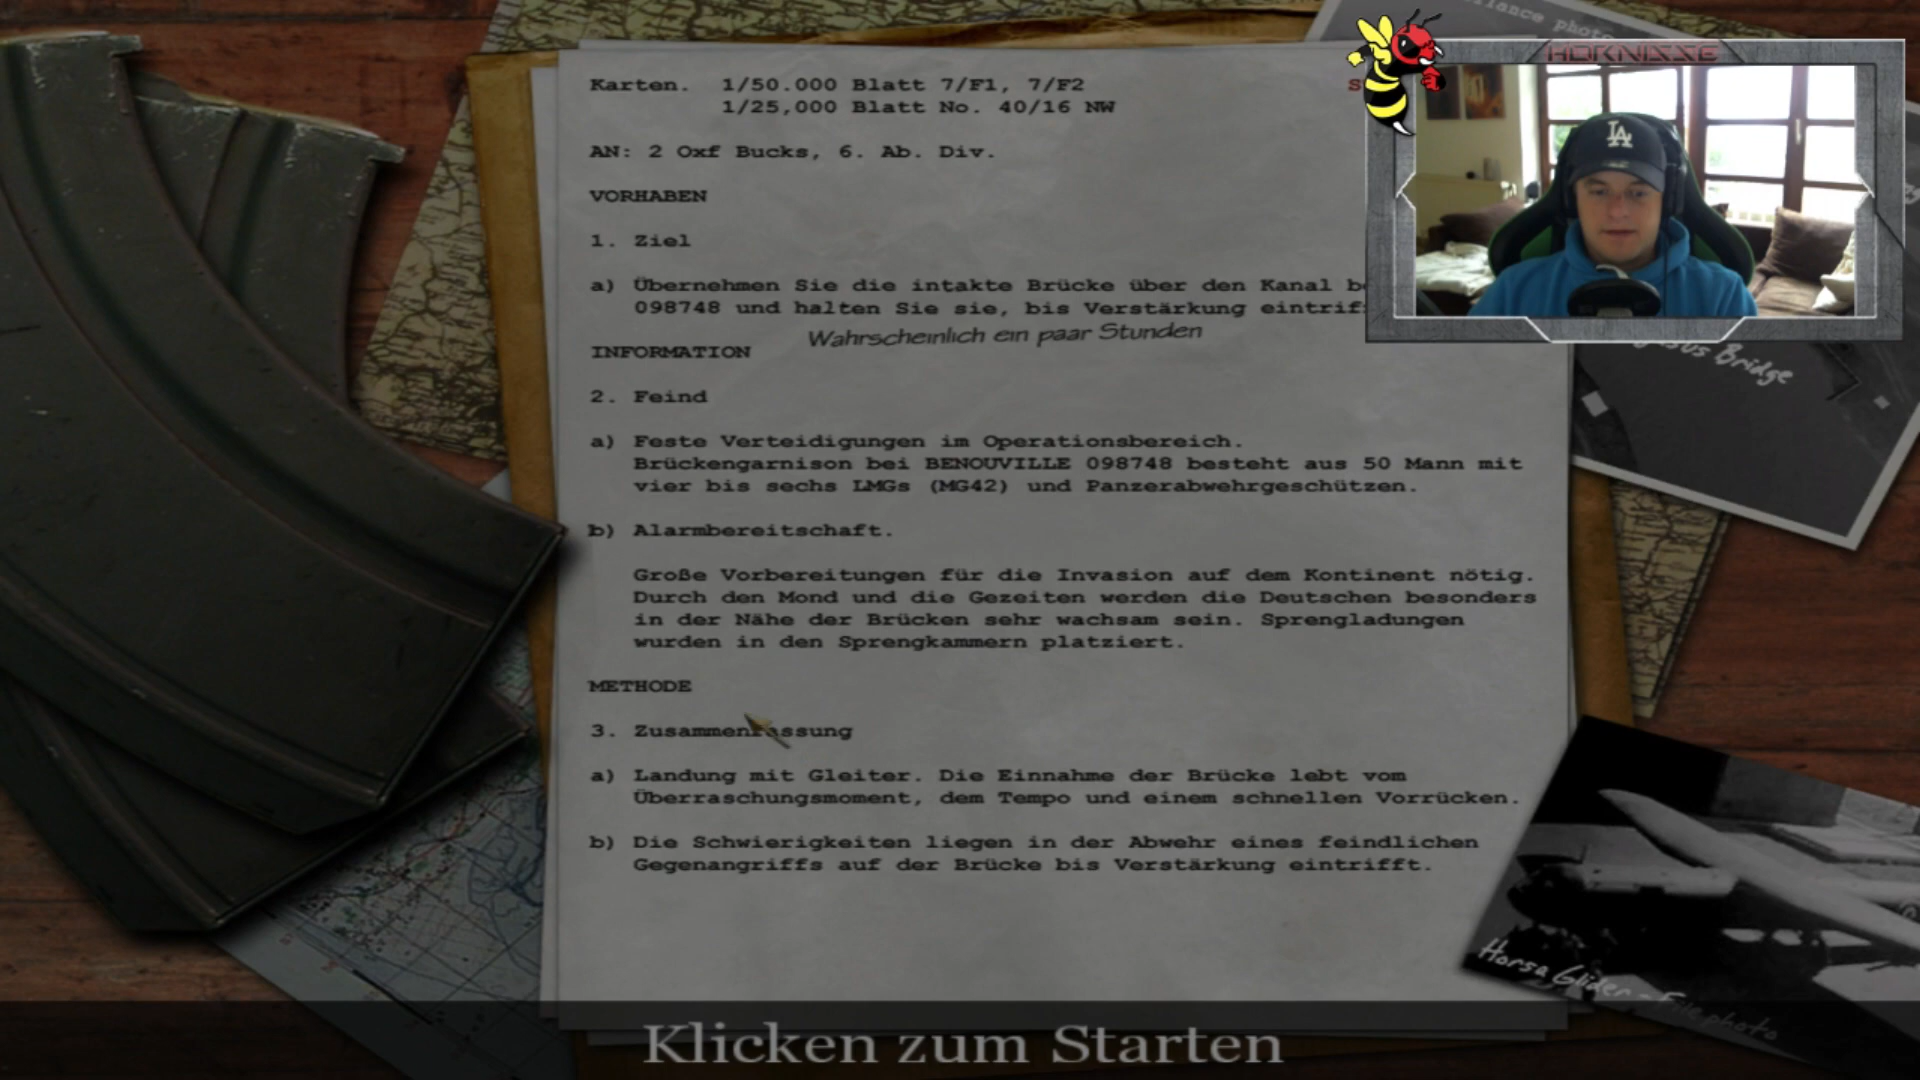 Karten. 1/50.000 Blatt 7/F1, 7/F2
1/25,000 Blatt No. 40/16 NW
AN: 2 Oxf Bucks, 6. Ab. Div.
VORHABEN
1. Ziel
a) Übernehmen Sie die intakte Brücke über den Kanal
098748 und halten Sie sie, bis Verstärkung
Wahrscheinlich ein paar Stunden
INFORMATION
2. Feind
a) Feste Verteidigungen im Operationsbereich.
Brückengarnison bei BENOUVILLE 098748 besteht aus 50 Mann mit
vier bis sechs LMGs (MG42) und Panzerabwehrgeschützen.
b) Alarmbereitschaft.
Große Vorbereitungen für die Invasion auf dem Kontinent nötig.
Durch den Mond und die Gezeiten werden die Deutschen besonders
in der Nähe der Brücken sehr wachsam sein. Sprengladungen
wurden in den Sprengkammern platziert.
METHODE
3. Zusammenfassung
a) Landung mit Gleiter. Die Einnahme der Brücke lebt vom
Überraschungsmoment, dem Tempo und einem schnellen Vorrücken.
b) Die Schwierigkeiten liegen in der Abwehr eines feindlichen
Gegenangriffs auf der Brücke bis Verstärkung eintrifft.
HORNISSE
LA
Bridge
Horsa Glider - File photo
Klicken zum Starten